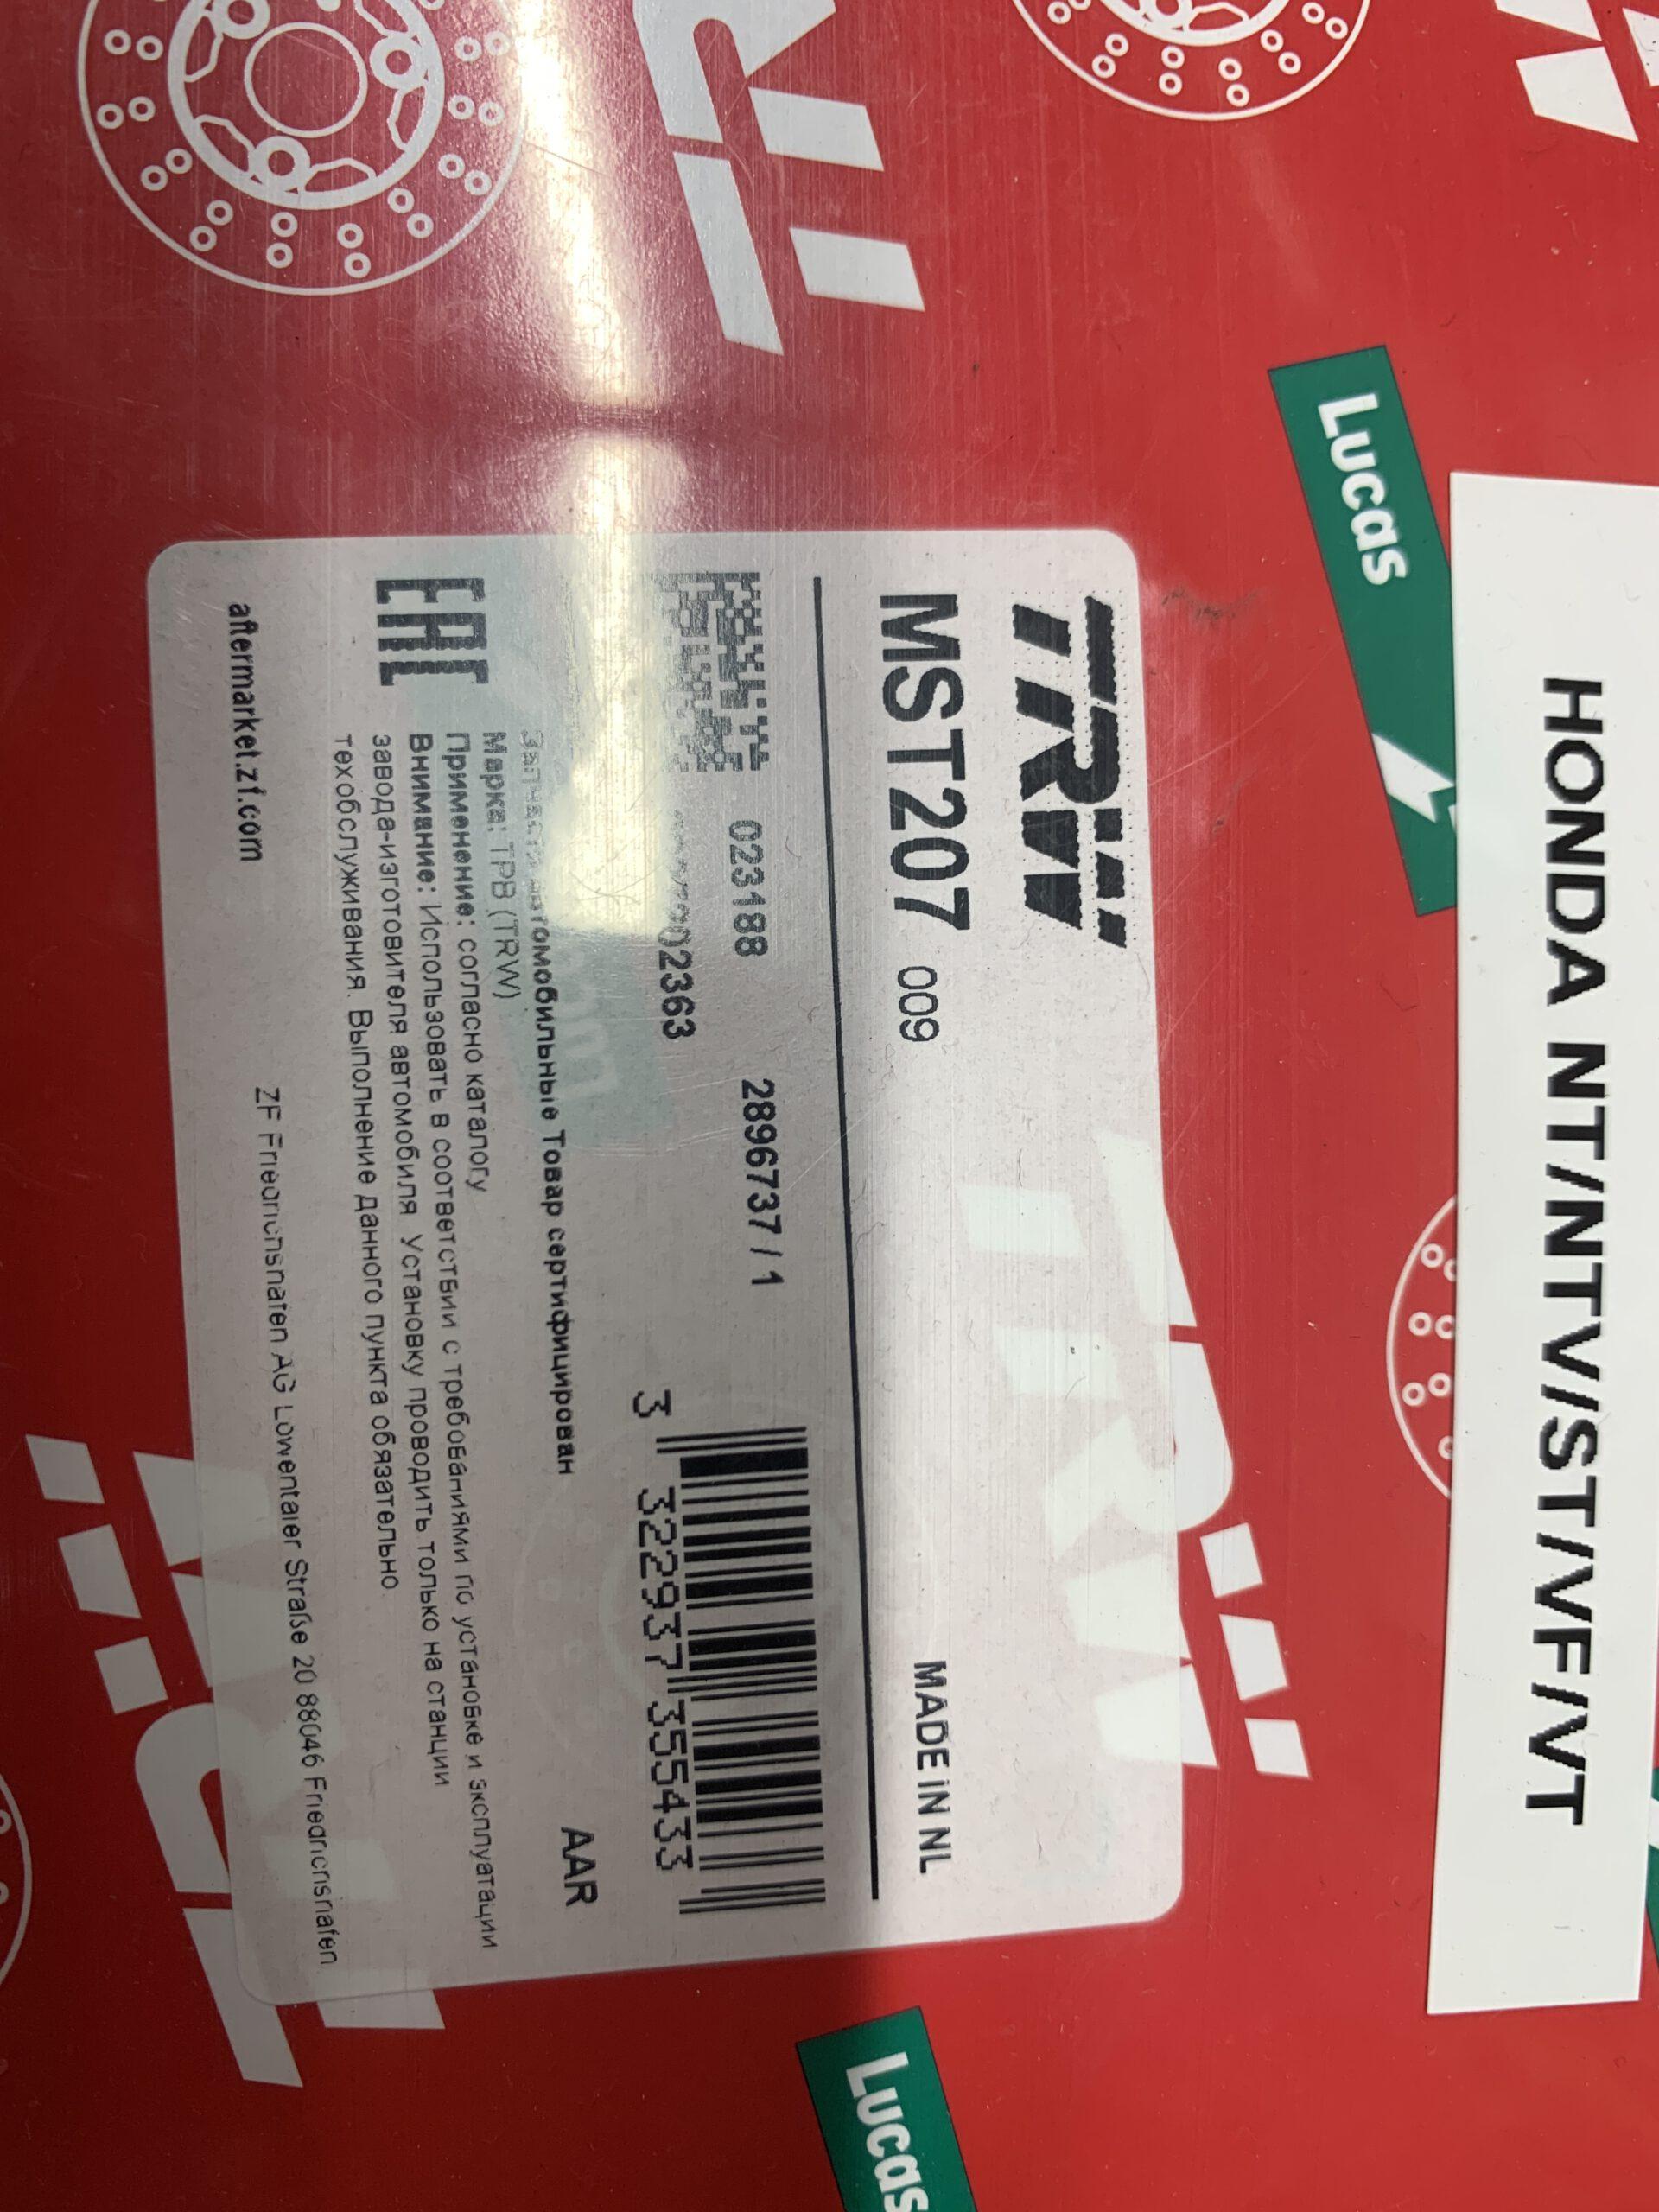 HONDA NT/NTV/ST/VF/VT
Lucas
TRW
MST207 009
MADE IN NL
023188
2896737 / 1
02363
3 322937 355433
AAR
автомобильные Товар сертифицирован
Марка: ТРВ (TRW)
Применение: согласно каталогу
Внимание: Использовать в соответствии с требованиями по установке и эксплуатации
завода-изготовителя автомобиля. Установку проводить только на станции
техобслуживания. Выполнение данного пункта обязательно.
EAC
aftermarket.zf.com
ZF Friedrichshafen AG Löwentaler Straße 20 88046 Friedrichshafen
Lucas